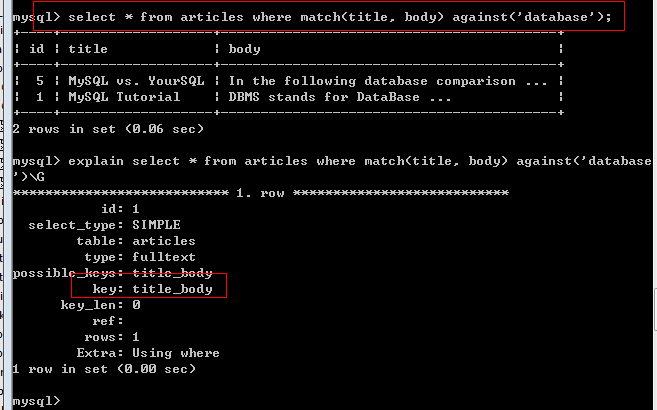 mysql> select * from articles where match(title, body) against('database');
+----+-------------------+------------------------------------------+
| id | title             | body                                     |
+----+-------------------+------------------------------------------+
|  5 | MySQL vs. YourSQL | In the following database comparison ... |
|  1 | MySQL Tutorial    | DBMS stands for DataBase ...             |
+----+-------------------+------------------------------------------+
2 rows in set (0.06 sec)
mysql> explain select * from articles where match(title, body) against('database
')\G
*************************** 1. row ***************************
           id: 1
  select_type: SIMPLE
        table: articles
         type: fulltext
possible_keys: title_body
          key: title_body
      key_len: 0
          ref:
         rows: 1
        Extra: Using where
1 row in set (0.00 sec)
mysql>